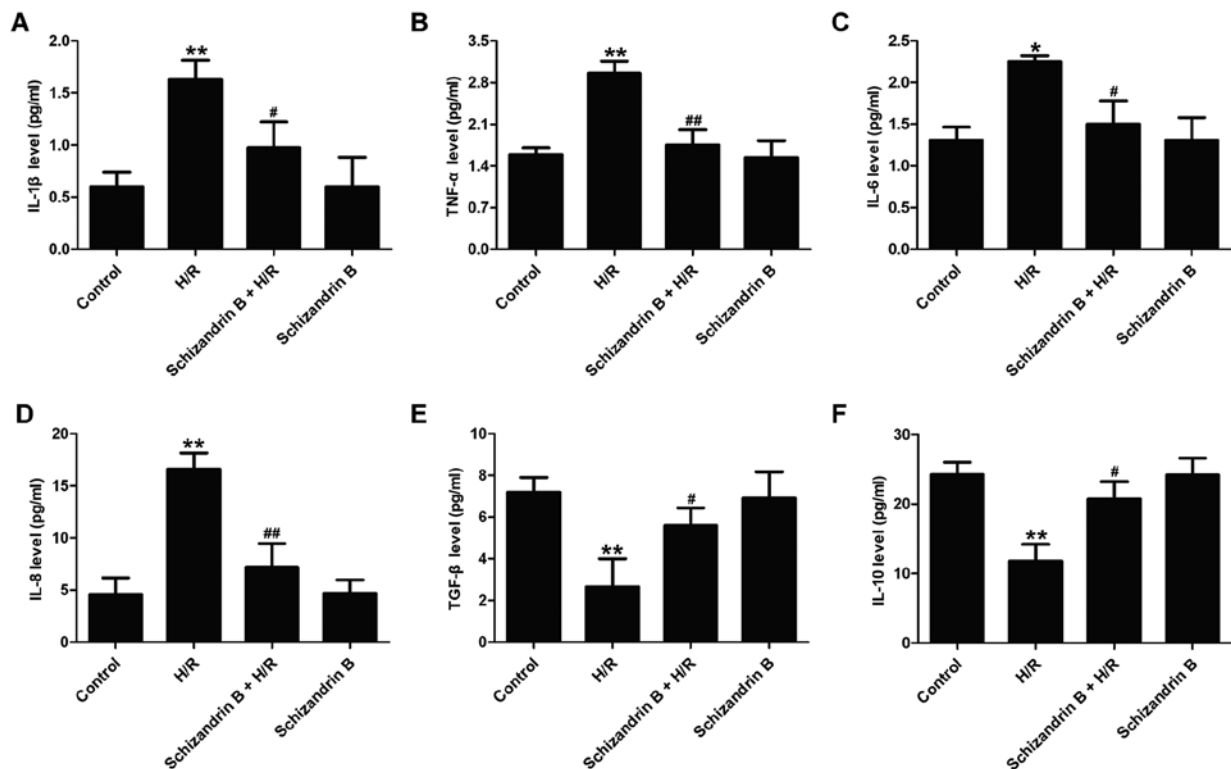 A
IL-1β level (pg/ml)
2.0
1.5
1.0
0.5
0.0
**
#
Control
H/R
Schizandrin B + H/R
Schizandrin B
B
TNF-α level (pg/ml)
3.5
2.8
2.1
1.4
0.7
0.0
**
##
Control
H/R
Schizandrin B + H/R
Schizandrin B
C
IL-6 level (pg/ml)
2.5
2.0
1.5
1.0
0.5
0.0
*
#
Control
H/R
Schizandrin B + H/R
Schizandrin B
D
IL-8 level (pg/ml)
20
15
10
5
0
**
##
Control
H/R
Schizandrin B + H/R
Schizandrin B
E
TGF-β level (pg/ml)
10
8
6
4
2
0
**
#
Control
H/R
Schizandrin B + H/R
Schizandrin B
F
IL-10 level (pg/ml)
30
20
10
0
**
#
Control
H/R
Schizandrin B + H/R
Schizandrin B